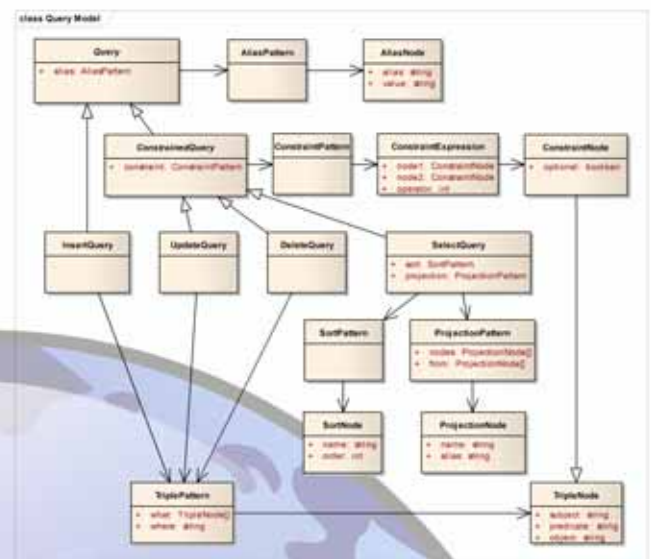 class Query Model
Query
+ alias: AliasPattern
AliasPattern
AliasNode
+ alias: string
+ value: string
ConstrainedQuery
+ constraint: ConstraintPattern
ConstraintPattern
ConstraintExpression
+ node1: ConstraintNode
+ node2: ConstraintNode
+ operator: int
ConstraintNode
+ optional: boolean
InsertQuery
UpdateQuery
DeleteQuery
SelectQuery
+ sort: SortPattern
+ projection: ProjectionPattern
SortPattern
ProjectionPattern
+ nodes: ProjectionNode[]
+ from: ProjectionNode[]
SortNode
+ name: string
+ order: int
ProjectionNode
+ name: string
+ alias: string
TriplePattern
+ what: TripleNode[]
+ where: string
TripleNode
+ subject: string
+ predicate: string
+ object: string